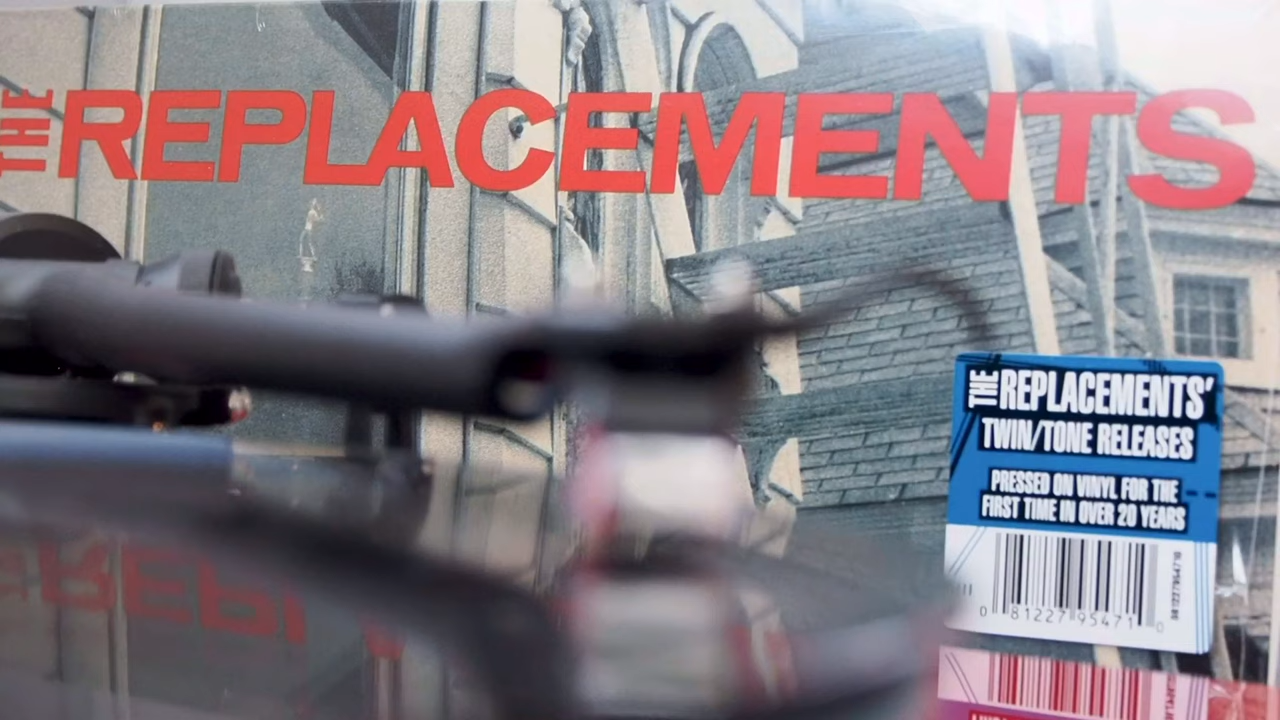 THE REPLACEMENTS
THE REPLACEMENTS'
TWIN/TONE RELEASES
PRESSED ON VINYL FOR THE
FIRST TIME IN OVER 20 YEARS
0 81227 95471 0